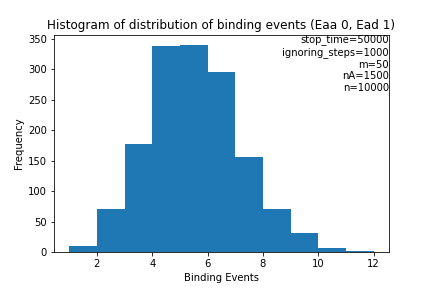 Histogram of distribution of binding events (Eaa 0, Ead 1)
stop_time=50000
ignoring_steps=1000
m=50
nA=1500
n=10000
350
300
250
200
150
100
50
0
Frequency
2 4 6 8 10 12
Binding Events